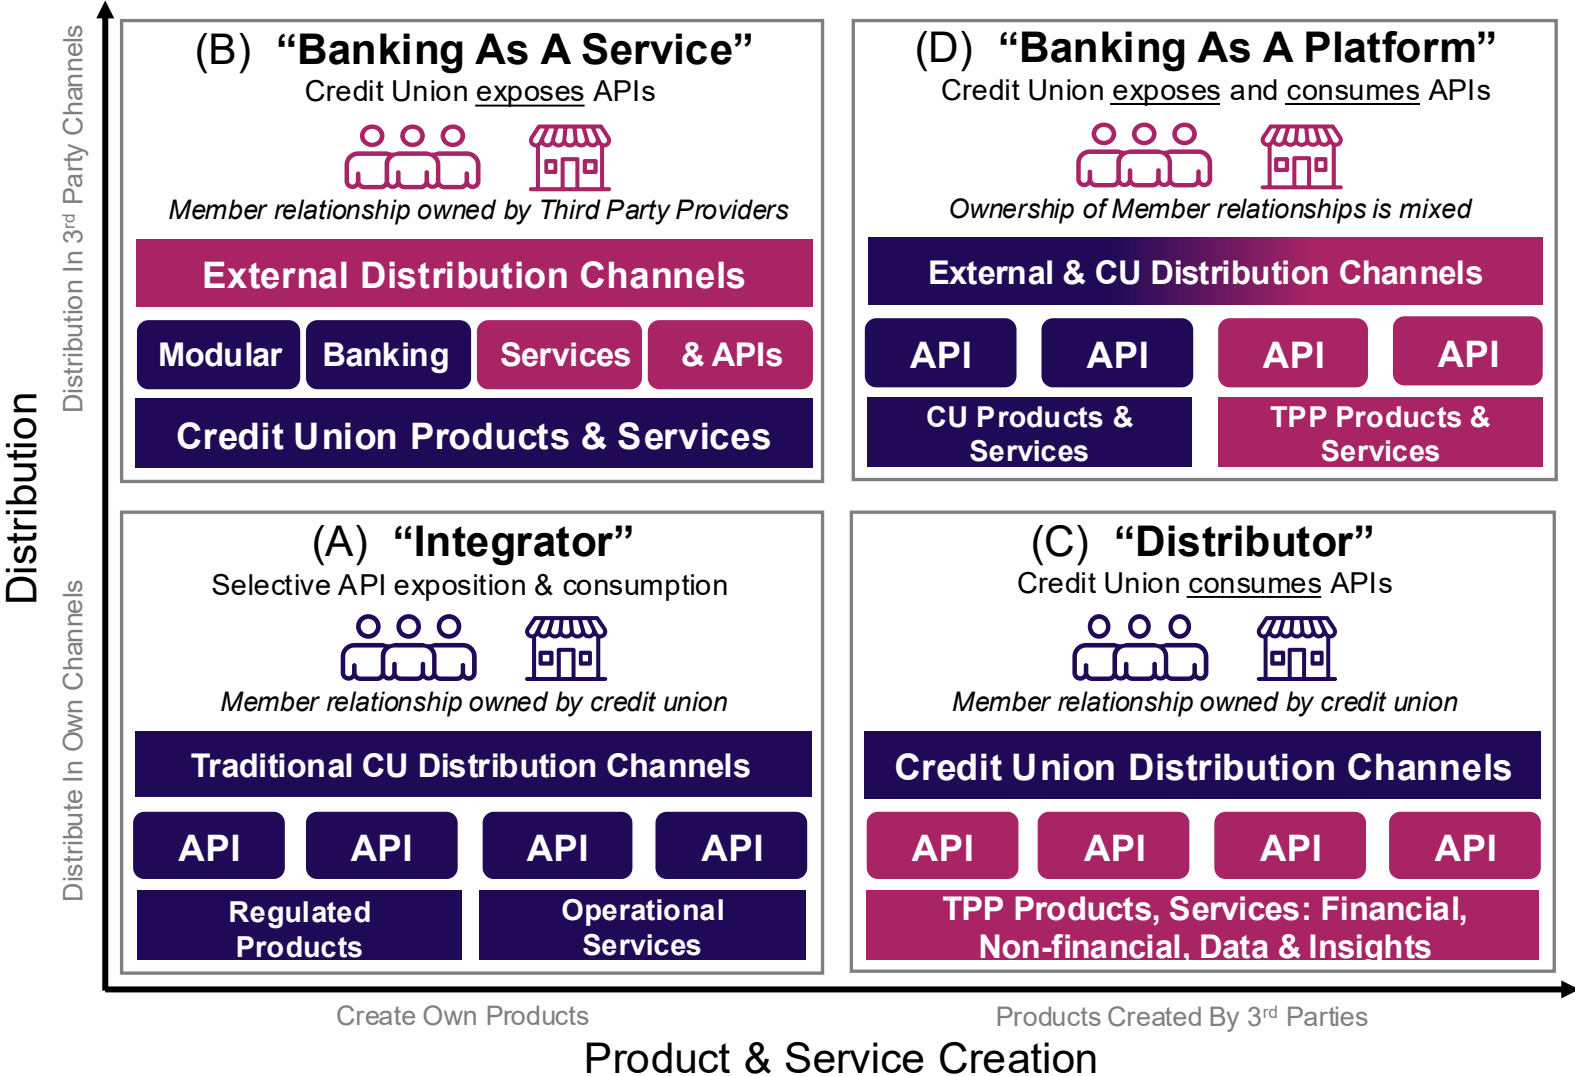 Distribution
Distribution In 3rd Party Channels
Distribute In Own Channels
(B) “Banking As A Service”
Credit Union exposes APIs
Member relationship owned by Third Party Providers
External Distribution Channels
Modular
Banking
Services
& APIs
Credit Union Products & Services
(D) “Banking As A Platform”
Credit Union exposes and consumes APIs
Ownership of Member relationships is mixed
External & CU Distribution Channels
API
API
API
API
CU Products &
Services
TPP Products &
Services
(A) “Integrator”
Selective API exposition & consumption
Member relationship owned by credit union
Traditional CU Distribution Channels
API
API
API
API
Regulated
Products
Operational
Services
(C) “Distributor”
Credit Union consumes APIs
Member relationship owned by credit union
Credit Union Distribution Channels
API
API
API
API
TPP Products, Services: Financial,
Non-financial, Data & Insights
Create Own Products
Products Created By 3rd Parties
Product & Service Creation